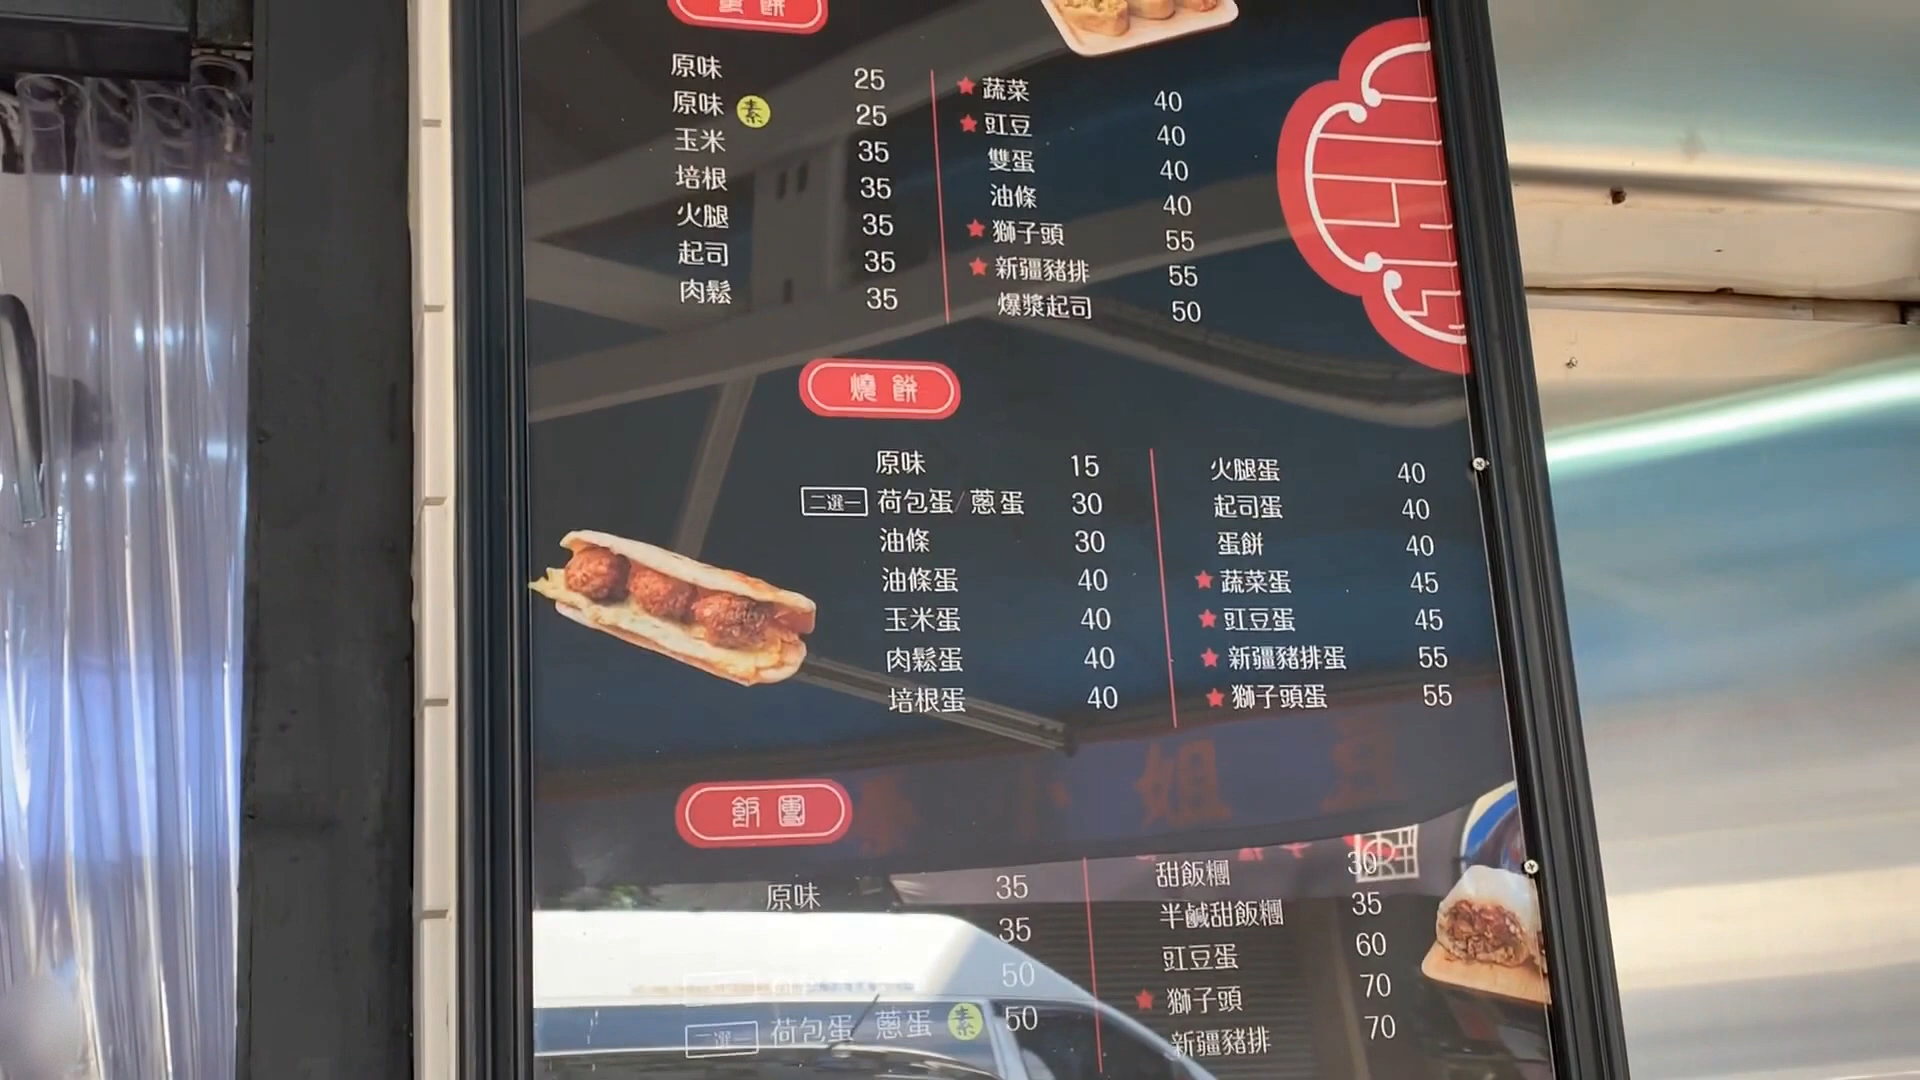 蛋餅
原味 25
原味 素 25
玉米 35
培根 35
火腿 35
起司 35
肉鬆 35
★ 蔬菜 40
★ 豇豆 40
雙蛋 40
油條 40
★ 獅子頭 55
★ 新疆豬排 55
爆漿起司 50
燒餅
原味 15
二選一 荷包蛋/蔥蛋 30
油條 30
油條蛋 40
玉米蛋 40
肉鬆蛋 40
培根蛋 40
火腿蛋 40
起司蛋 40
蛋餅 40
★ 蔬菜蛋 45
★ 豇豆蛋 45
★ 新疆豬排蛋 55
★ 獅子頭蛋 55
小姐 豆
飯糰
原味 35
35
50
二選一 荷包蛋 蔥蛋 素 50
甜飯糰 30
半鹹甜飯糰 35
豇豆蛋 60
★ 獅子頭 70
新疆豬排 70